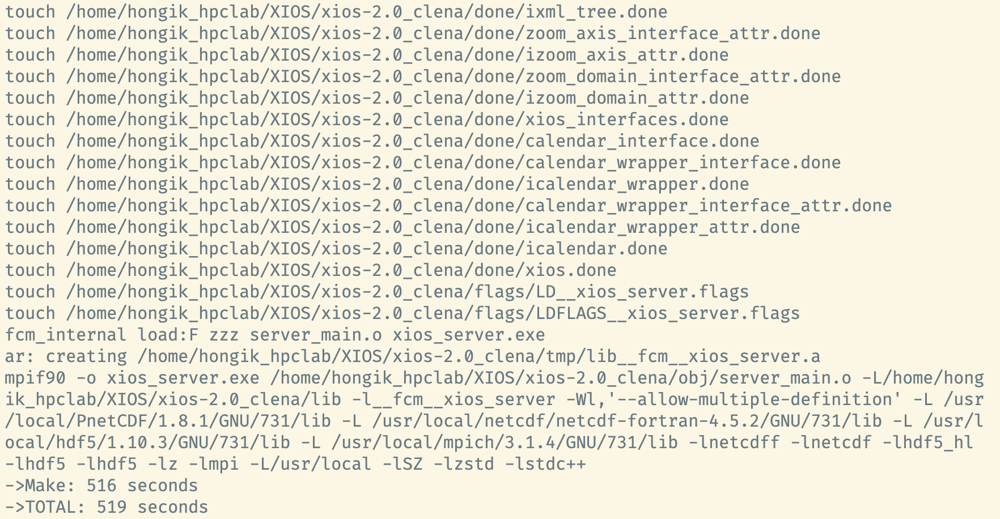 touch /home/hongik_hpclab/XIOS/xios-2.0_clena/done/ixml_tree.done
touch /home/hongik_hpclab/XIOS/xios-2.0_clena/done/zoom_axis_interface_attr.done
touch /home/hongik_hpclab/XIOS/xios-2.0_clena/done/izoom_axis_attr.done
touch /home/hongik_hpclab/XIOS/xios-2.0_clena/done/zoom_domain_interface_attr.done
touch /home/hongik_hpclab/XIOS/xios-2.0_clena/done/izoom_domain_attr.done
touch /home/hongik_hpclab/XIOS/xios-2.0_clena/done/xios_interfaces.done
touch /home/hongik_hpclab/XIOS/xios-2.0_clena/done/calendar_interface.done
touch /home/hongik_hpclab/XIOS/xios-2.0_clena/done/calendar_wrapper_interface.done
touch /home/hongik_hpclab/XIOS/xios-2.0_clena/done/icalendar_wrapper.done
touch /home/hongik_hpclab/XIOS/xios-2.0_clena/done/calendar_wrapper_interface_attr.done
touch /home/hongik_hpclab/XIOS/xios-2.0_clena/done/icalendar_wrapper_attr.done
touch /home/hongik_hpclab/XIOS/xios-2.0_clena/done/icalendar.done
touch /home/hongik_hpclab/XIOS/xios-2.0_clena/done/xios.done
touch /home/hongik_hpclab/XIOS/xios-2.0_clena/flags/LD__xios_server.flags
touch /home/hongik_hpclab/XIOS/xios-2.0_clena/flags/LDFLAGS__xios_server.flags
fcm_internal load:F zzz server_main.o xios_server.exe
ar: creating /home/hongik_hpclab/XIOS/xios-2.0_clena/tmp/lib__fcm__xios_server.a
mpif90 -o xios_server.exe /home/hongik_hpclab/XIOS/xios-2.0_clena/obj/server_main.o -L/home/hong
ik_hpclab/XIOS/xios-2.0_clena/lib -l__fcm__xios_server -Wl,'--allow-multiple-definition' -L /usr
/local/PnetCDF/1.8.1/GNU/731/lib -L /usr/local/netcdf/netcdf-fortran-4.5.2/GNU/731/lib -L /usr/l
ocal/hdf5/1.10.3/GNU/731/lib -L /usr/local/mpich/3.1.4/GNU/731/lib -lnetcdff -lnetcdf -lhdf5_hl
-lhdf5 -lhdf5 -lz -lmpi -L/usr/local -lSZ -lzstd -lstdc++
->Make: 516 seconds
->TOTAL: 519 seconds